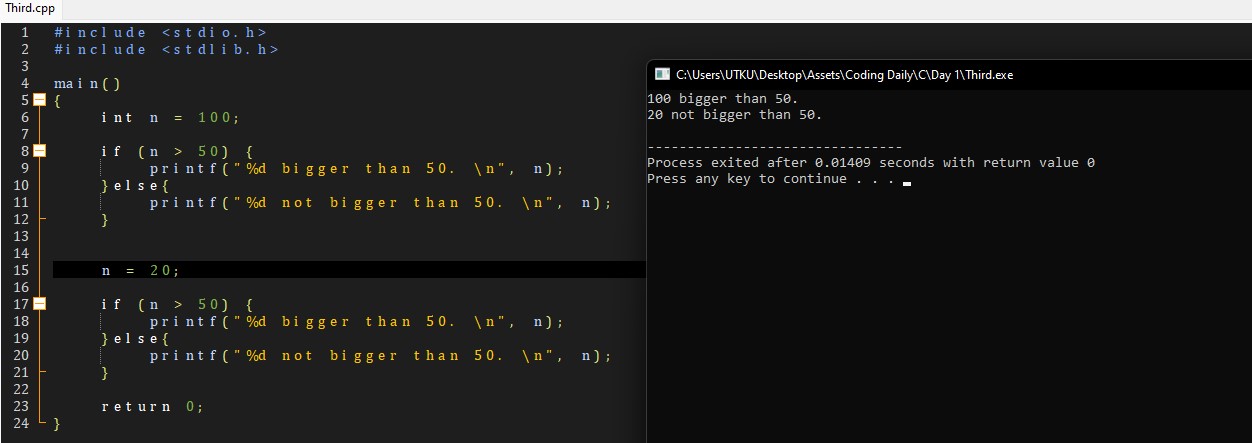 Third.cpp
1 #include <stdio.h>
2 #include <stdlib.h>
3
4 main()
5 {
6 int n = 100;
7
8 if (n > 50) {
9 printf("%d bigger than 50. \n", n);
10 }else{
11 printf("%d not bigger than 50. \n", n);
12 }
13
14
15 n = 20;
16
17 if (n > 50) {
18 printf("%d bigger than 50. \n", n);
19 }else{
20 printf("%d not bigger than 50. \n", n);
21 }
22
23 return 0;
24 }
C:\Users\UTKU\Desktop\Assets\Coding Daily\C\Day 1\Third.exe
100 bigger than 50.
20 not bigger than 50.
--------------------------------
Process exited after 0.01409 seconds with return value 0
Press any key to continue . . .